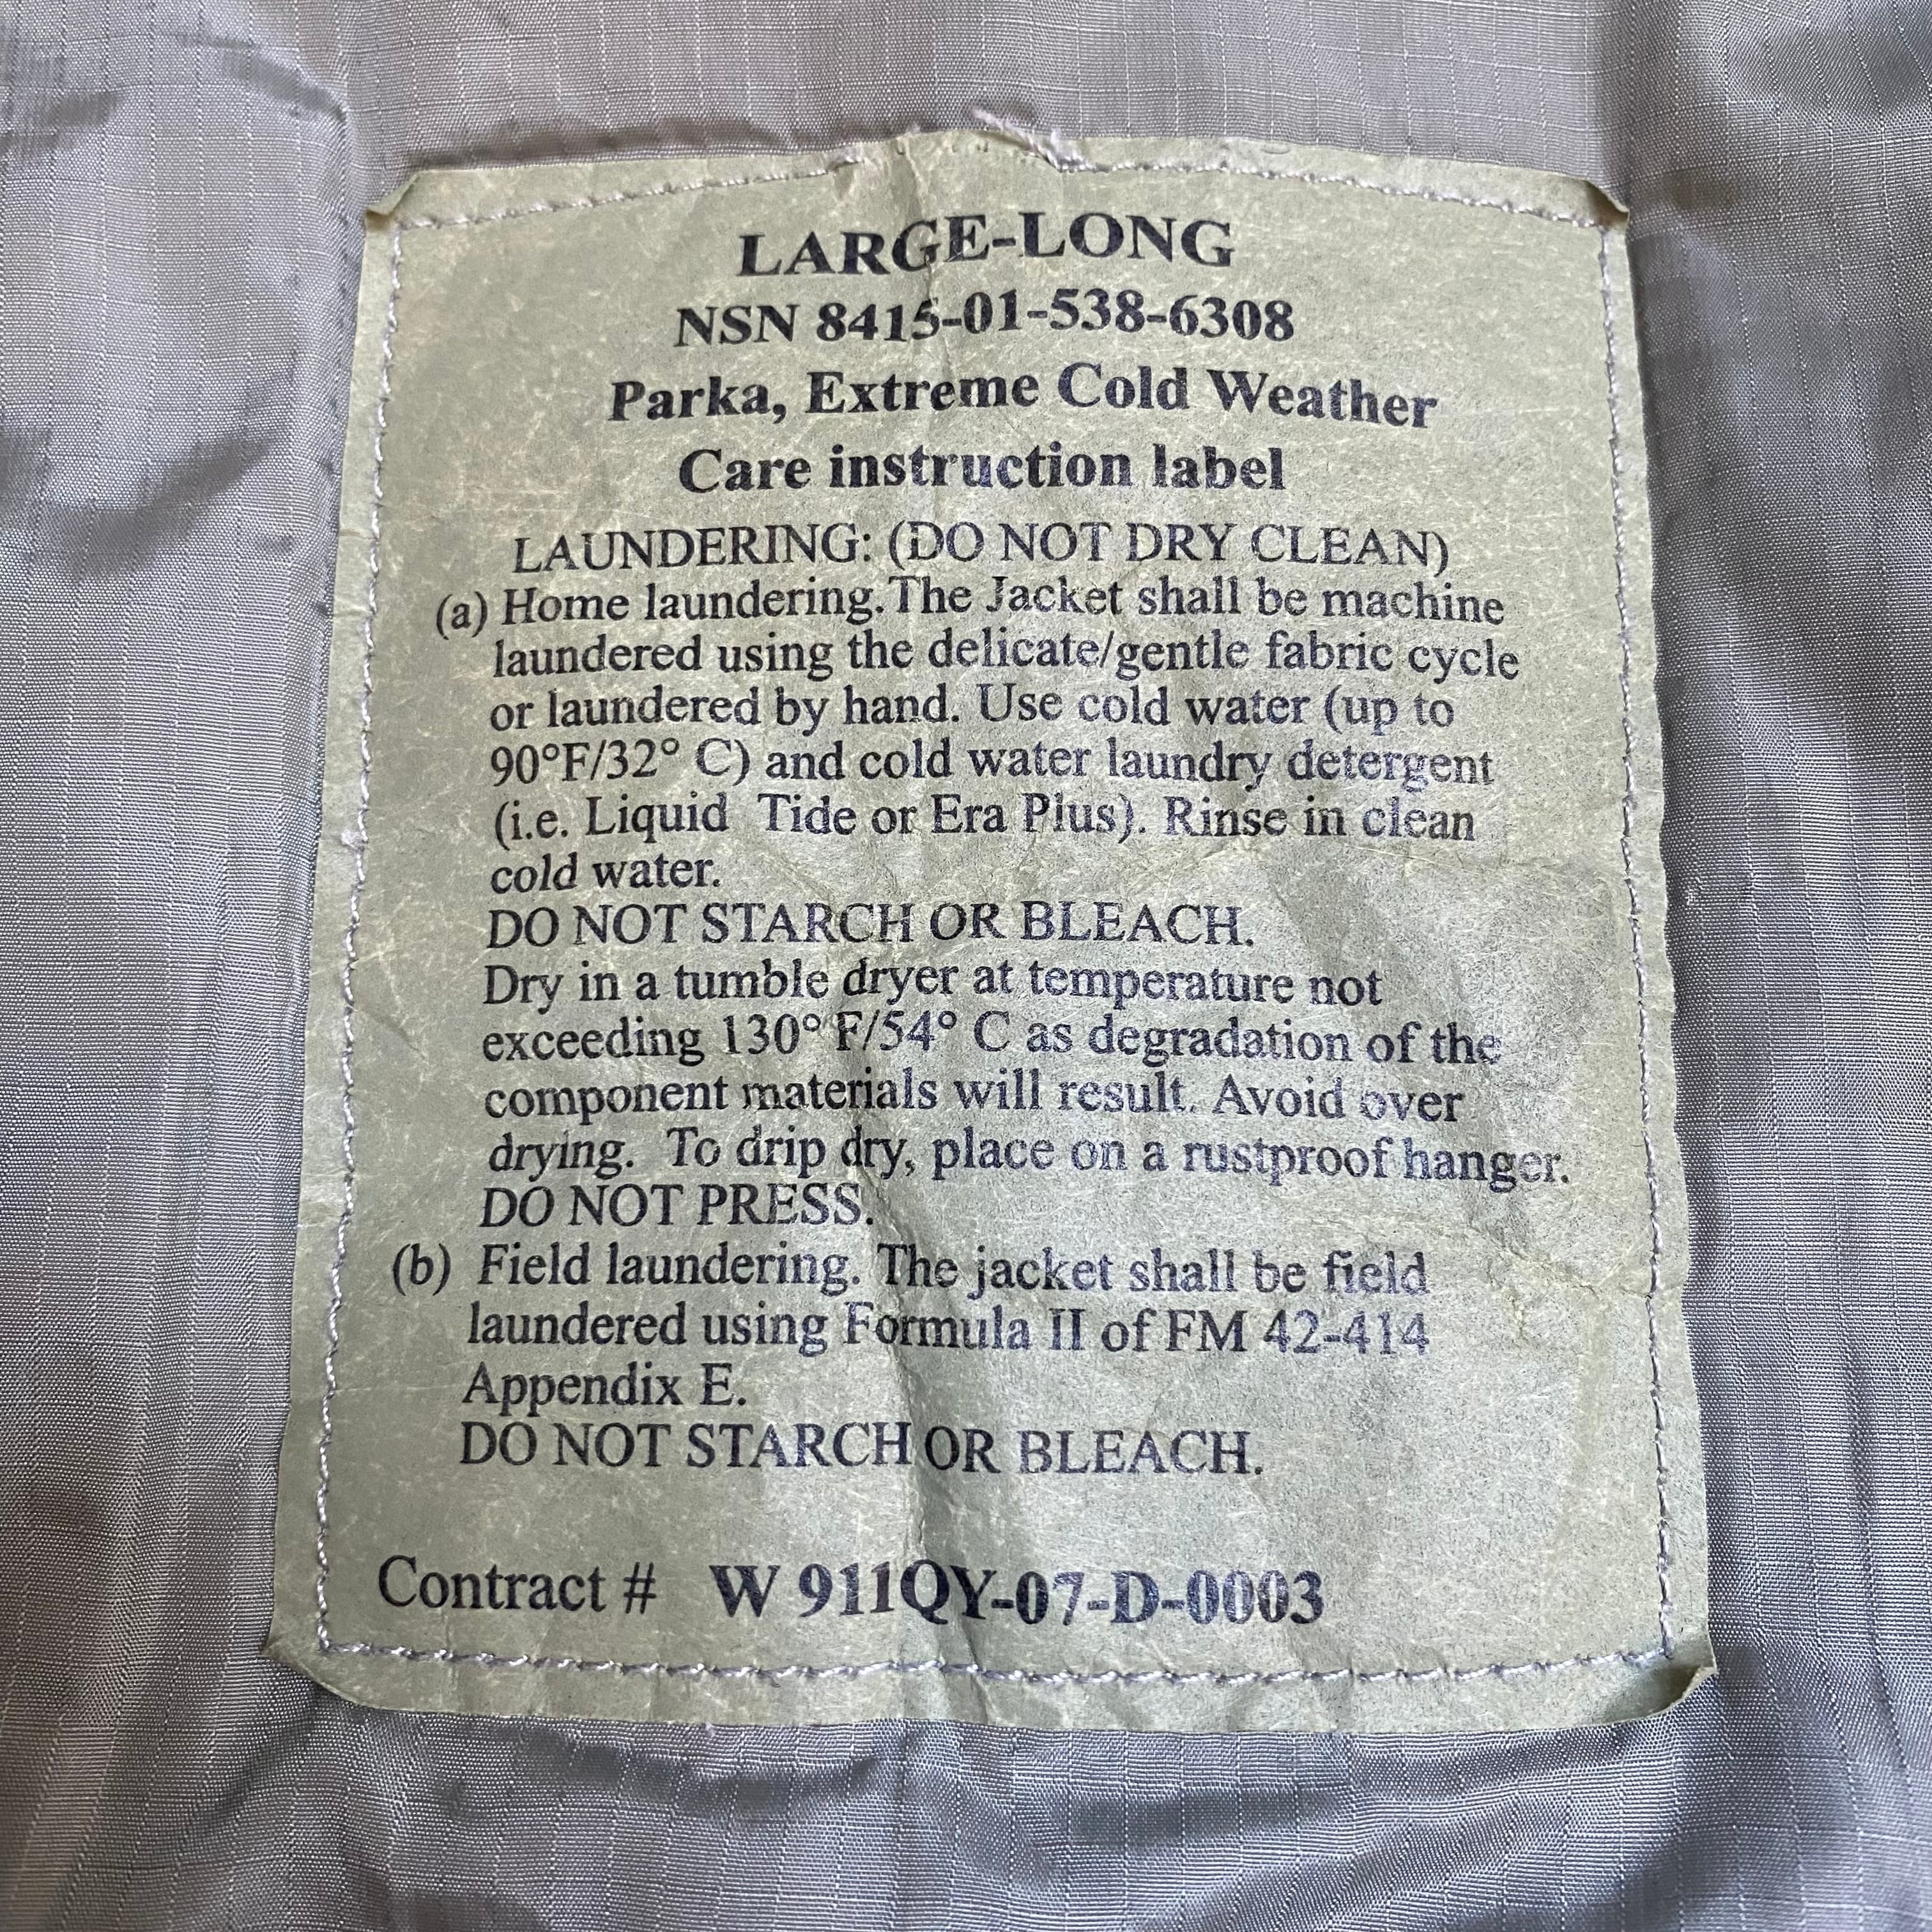 LARGE-LONG
NSN 8415-01-538-6308
Parka, Extreme Cold Weather
Care instruction label
LAUNDERING: (DO NOT DRY CLEAN)
(a) Home laundering.The Jacket shall be machine
laundered using the delicate/gentle fabric cycle
or laundered by hand. Use cold water (up to
90°F/32° C) and cold water laundry detergent
(i.e. Liquid Tide or Era Plus). Rinse in clean
cold water.
DO NOT STARCH OR BLEACH.
Dry in a tumble dryer at temperature not
exceeding 130° F/54° C as degradation of the
component materials will result. Avoid over
drying. To drip dry, place on a rustproof hanger.
DO NOT PRESS.
(b) Field laundering. The jacket shall be field
laundered using Formula II of FM 42-414
Appendix E.
DO NOT STARCH OR BLEACH.
Contract # W 911QY-07-D-0003